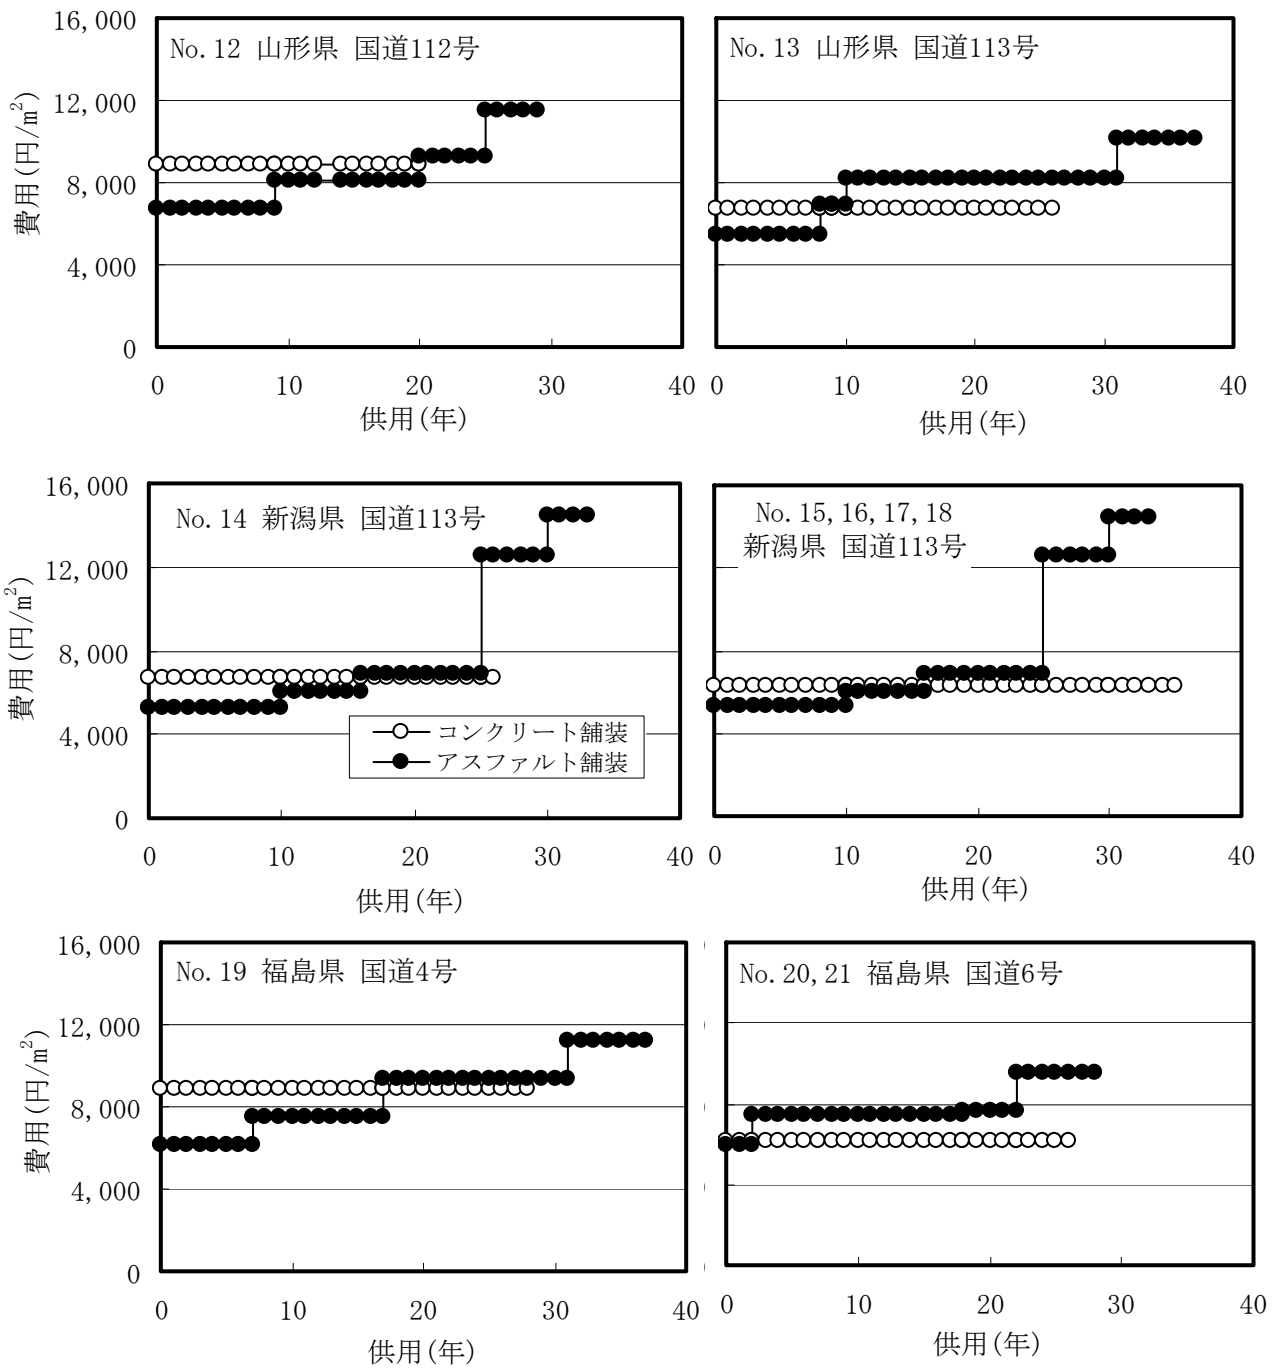 No.12 山形県 国道112号
16,000
12,000
8,000
4,000
0
費用(円/m²)
0 10 20 30 40
供用(年)
No.13 山形県 国道113号
0 10 20 30 40
供用(年)
No.14 新潟県 国道113号
16,000
12,000
8,000
4,000
0
費用(円/m²)
コンクリート舗装
アスファルト舗装
0 10 20 30 40
供用(年)
No.15,16,17,18
新潟県 国道113号
0 10 20 30 40
供用(年)
No.19 福島県 国道4号
16,000
12,000
8,000
4,000
0
費用(円/m²)
0 10 20 30 40
供用(年)
No.20,21 福島県 国道6号
0 10 20 30 40
供用(年)